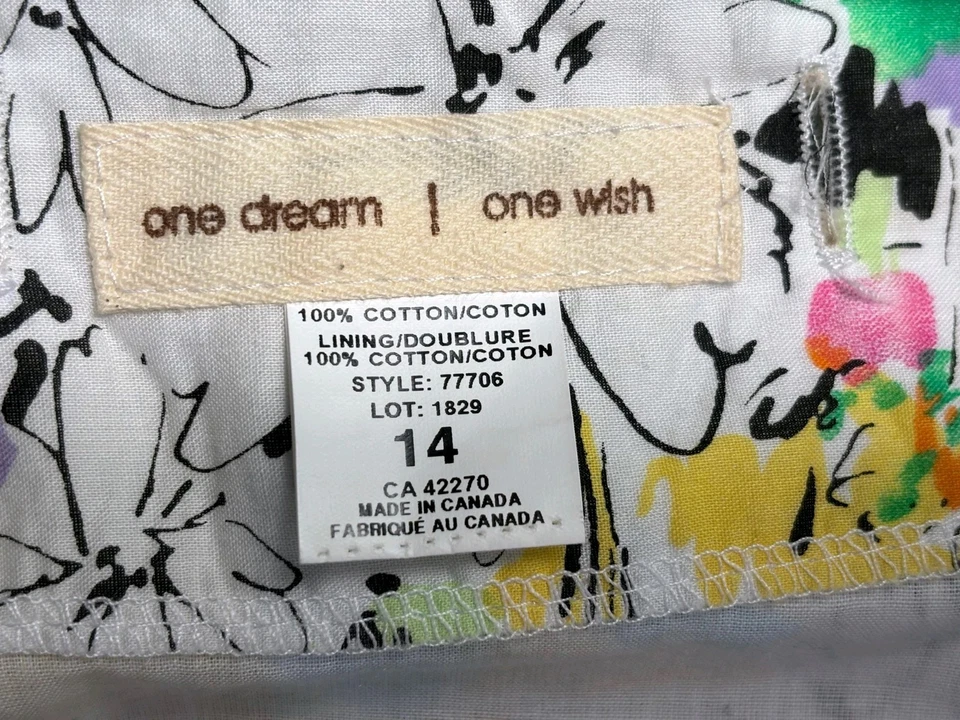 one dream | one wish
100% COTTON/COTON
LINING/DOUBLURE
100% COTTON/COTON
STYLE: 77706
LOT: 1829
14
CA 42270
MADE IN CANADA
FABRIQUÉ AU CANADA